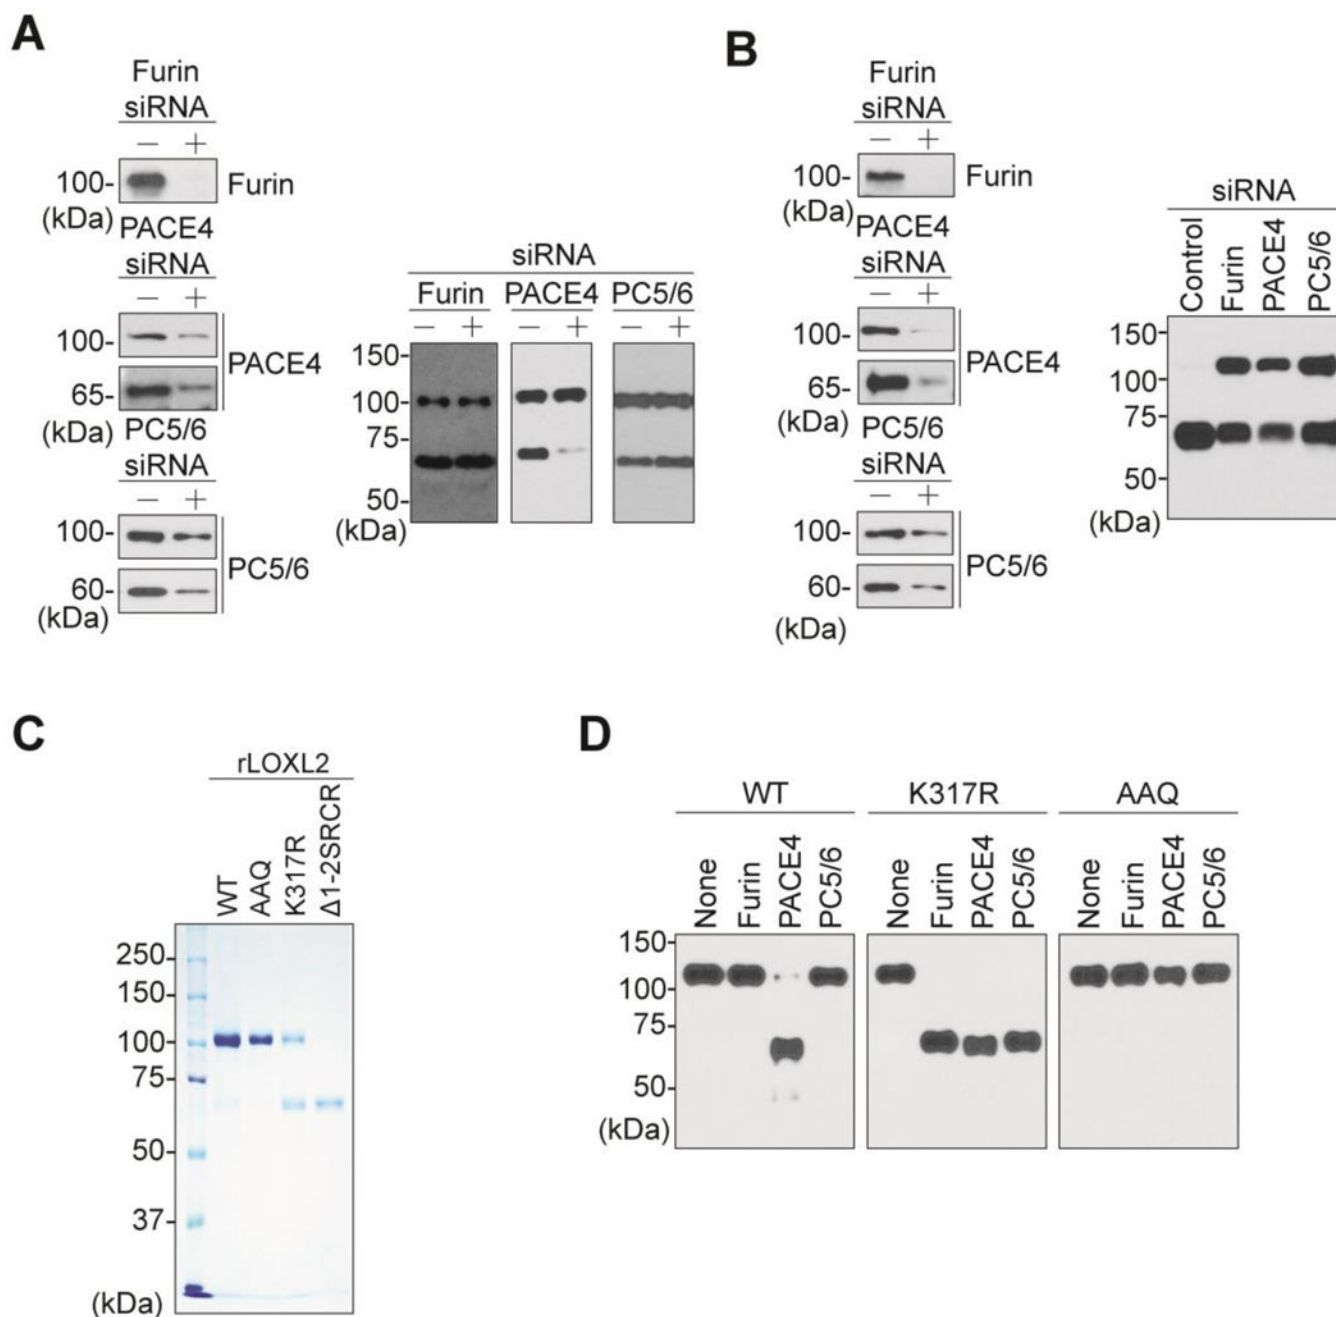 A
Furin
siRNA
— +
100- Furin
(kDa)
PACE4
siRNA
— +
100-
PACE4
65-
(kDa)
PC5/6
siRNA
— +
100-
PC5/6
60-
(kDa)
siRNA
Furin PACE4 PC5/6
— + — + — +
150-
100-
75-
50-
(kDa)
B
Furin
siRNA
— +
100- Furin
(kDa)
PACE4
siRNA
— +
100-
PACE4
65-
(kDa)
PC5/6
siRNA
— +
100-
PC5/6
60-
(kDa)
siRNA
Control Furin PACE4 PC5/6
150-
100-
75-
50-
(kDa)
C
rLOXL2
WT AAQ K317R Δ1-2SRCR
250-
150-
100-
75-
50-
37-
(kDa)
D
WT K317R AAQ
None Furin PACE4 PC5/6 None Furin PACE4 PC5/6 None Furin PACE4 PC5/6
150-
100-
75-
50-
(kDa)